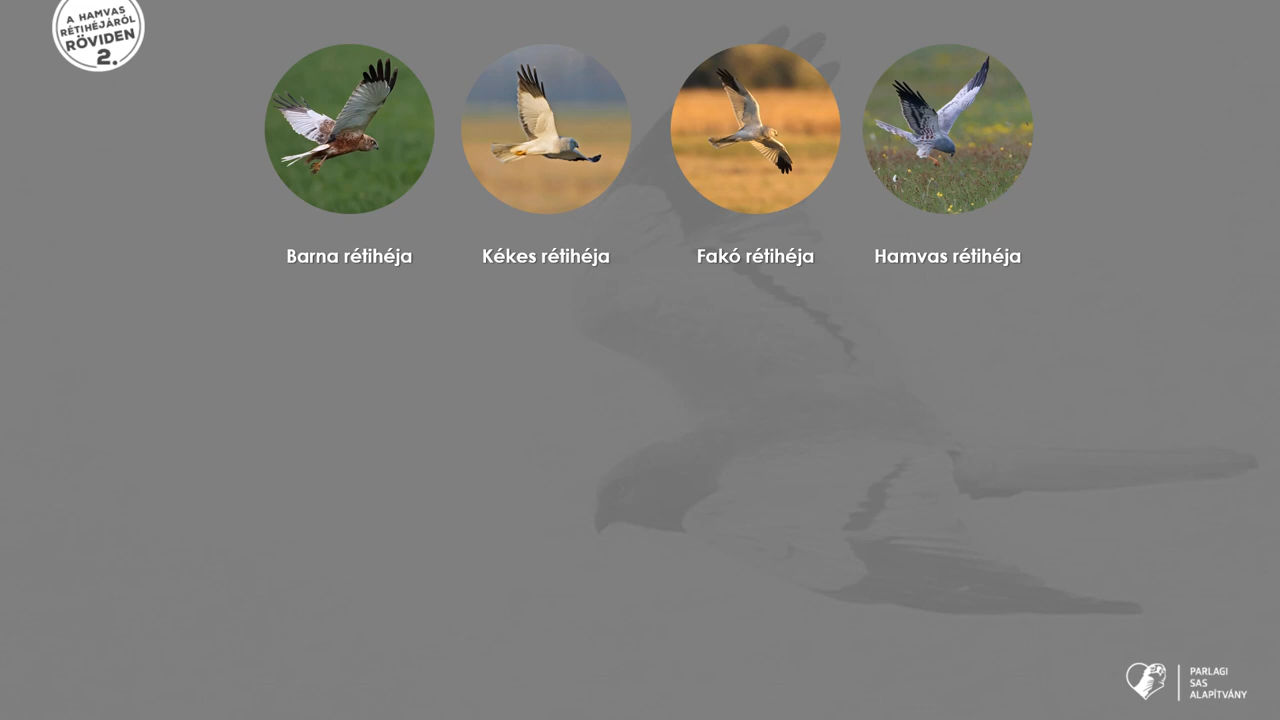 A HAMVAS
RÉTIHÉJÁRÓL
RÖVIDEN
2.
Barna rétihéja
Kékes rétihéja
Fakó rétihéja
Hamvas rétihéja
PARLAGI
SAS
ALAPÍTVÁNY